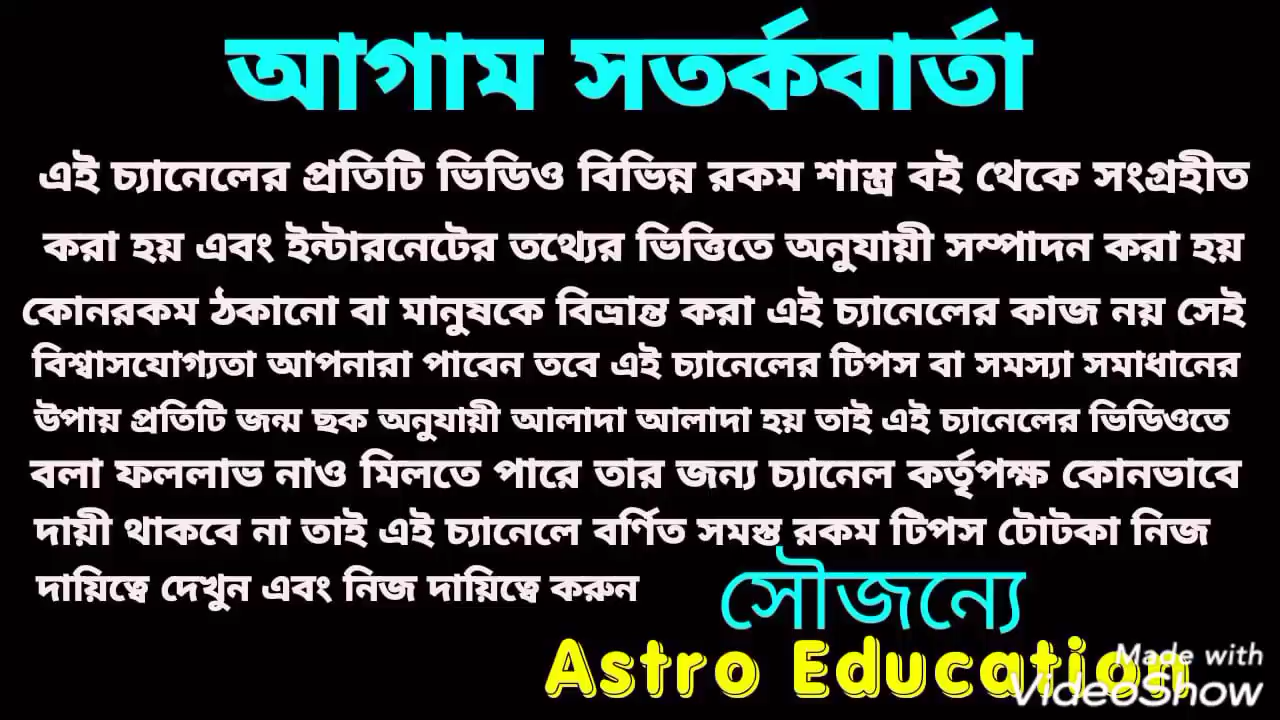 আগাম সতর্কবার্তা
এই চ্যানেলের প্রতিটি ভিডিও বিভিন্ন রকম শাস্ত্র বই থেকে সংগ্রহীত
করা হয় এবং ইন্টারনেটের তথ্যের ভিত্তিতে অনুযায়ী সম্পাদন করা হয়
কোনরকম ঠকানো বা মানুষকে বিভ্রান্ত করা এই চ্যানেলের কাজ নয় সেই
বিশ্বাসযোগ্যতা আপনারা পাবেন তবে এই চ্যানেলের টিপস বা সমস্যা সমাধানের
উপায় প্রতিটি জন্ম ছক অনুযায়ী আলাদা আলাদা হয় তাই এই চ্যানেলের ভিডিওতে
বলা ফললাভ নাও মিলতে পারে তার জন্য চ্যানেল কর্তৃপক্ষ কোনভাবে
দায়ী থাকবে না তাই এই চ্যানেলে বর্ণিত সমস্ত রকম টিপস টোটকা নিজ
দায়িত্বে দেখুন এবং নিজ দায়িত্বে করুন
সৌজন্যে
Astro Education
Made with
VideoShow